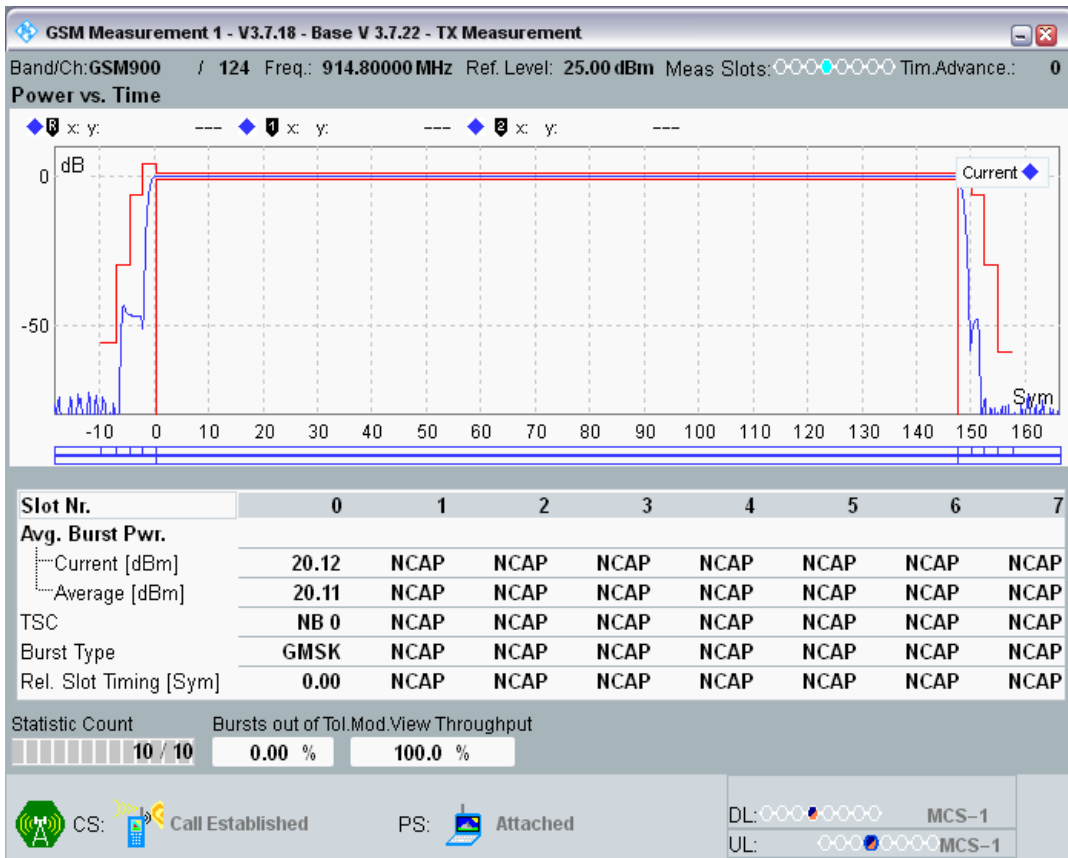 GSM Measurement 1 - V3.7.18 - Base V 3.7.22 - TX Measurement
Band/Ch:GSM900 / 124 Freq.: 914.80000 MHz Ref. Level: 25.00 dBm Meas Slots: Tim.Advance.: 0
Power vs. Time
R x: y: --- 1 x: y: --- 2 x: y: ---
dB
Current
0
-50
Sym
-10 0 10 20 30 40 50 60 70 80 90 100 110 120 130 140 150 160
Slot Nr. 0 1 2 3 4 5 6 7
Avg. Burst Pwr.
Current [dBm] 20.12 NCAP NCAP NCAP NCAP NCAP NCAP NCAP
Average [dBm] 20.11 NCAP NCAP NCAP NCAP NCAP NCAP NCAP
TSC NB 0 NCAP NCAP NCAP NCAP NCAP NCAP NCAP
Burst Type GMSK NCAP NCAP NCAP NCAP NCAP NCAP NCAP
Rel. Slot Timing [Sym] 0.00 NCAP NCAP NCAP NCAP NCAP NCAP NCAP
Statistic Count Bursts out of Tol.Mod.View Throughput
10 / 10 0.00 % 100.0 %
CS: Call Established PS: Attached
DL: MCS-1
UL: MCS-1